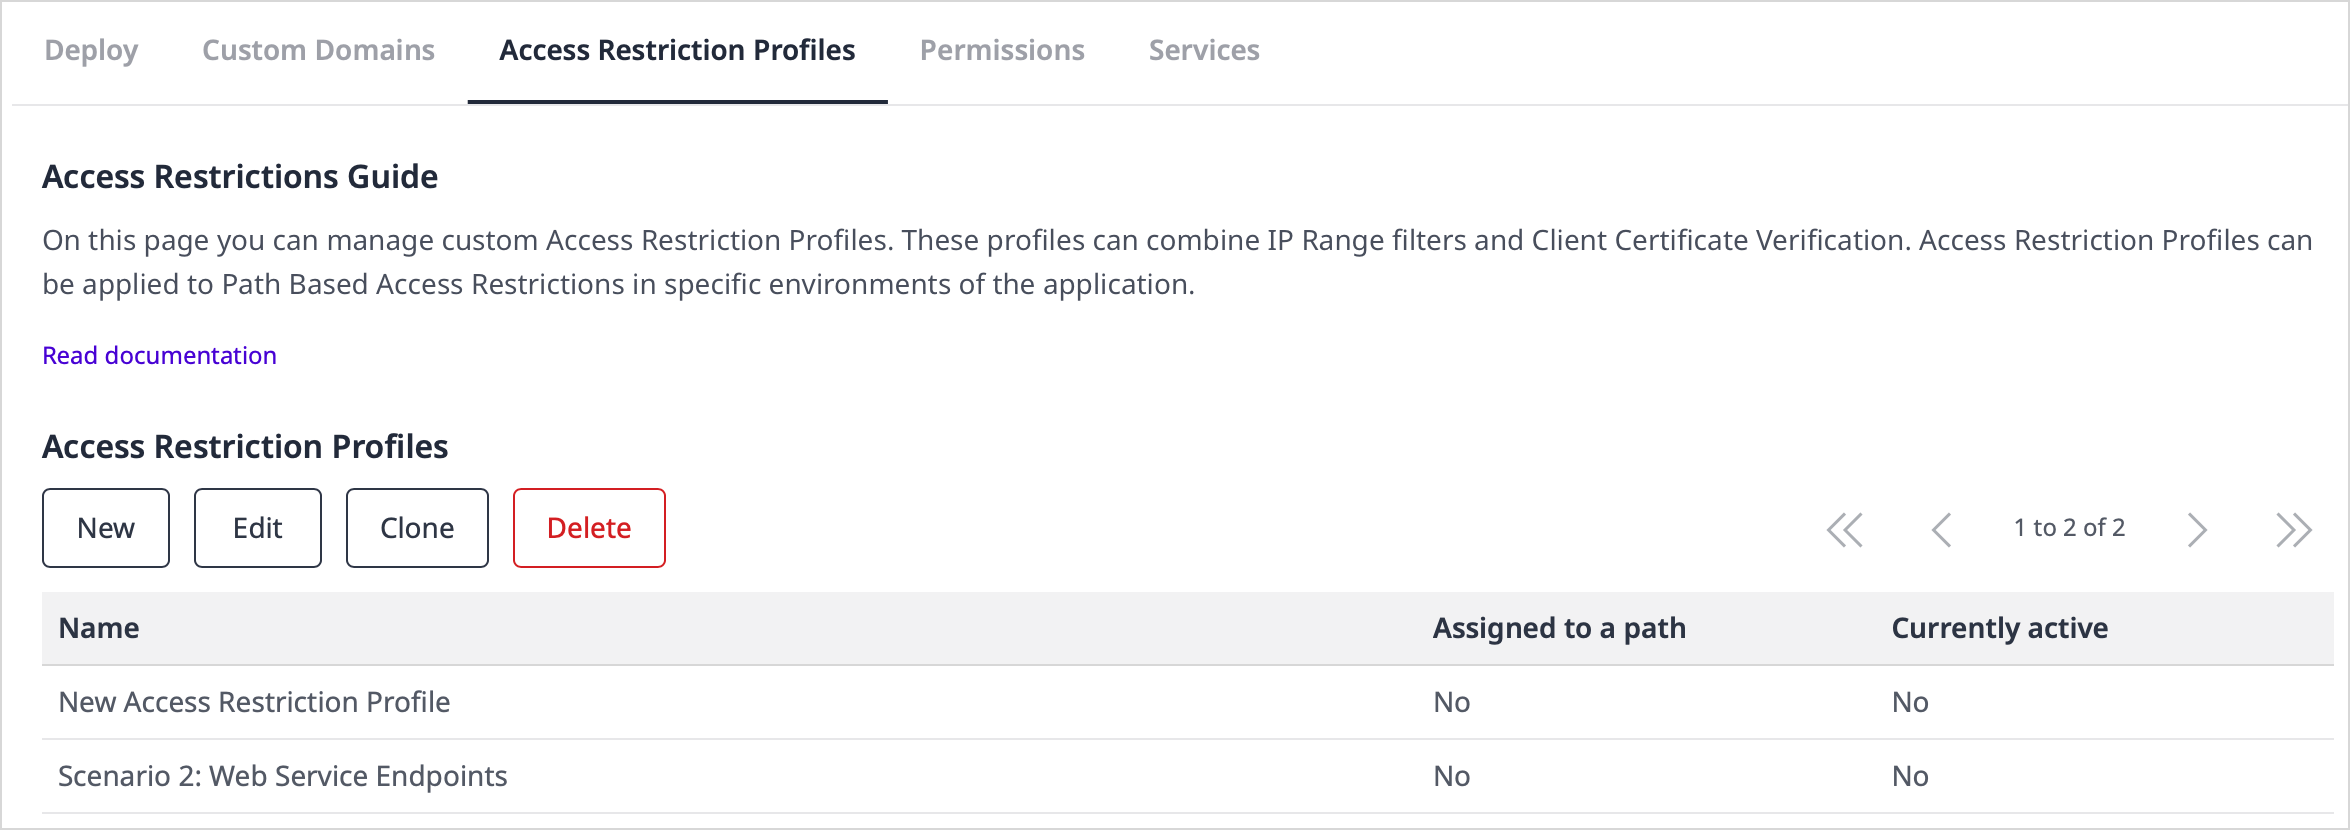 Deploy Custom Domains Access Restriction Profiles Permissions Services
Access Restrictions Guide
On this page you can manage custom Access Restriction Profiles. These profiles can combine IP Range filters and Client Certificate Verification. Access Restriction Profiles can
be applied to Path Based Access Restrictions in specific environments of the application.
Read documentation
Access Restriction Profiles
New Edit Clone Delete 1 to 2 of 2
Name Assigned to a path Currently active
New Access Restriction Profile No No
Scenario 2: Web Service Endpoints No No